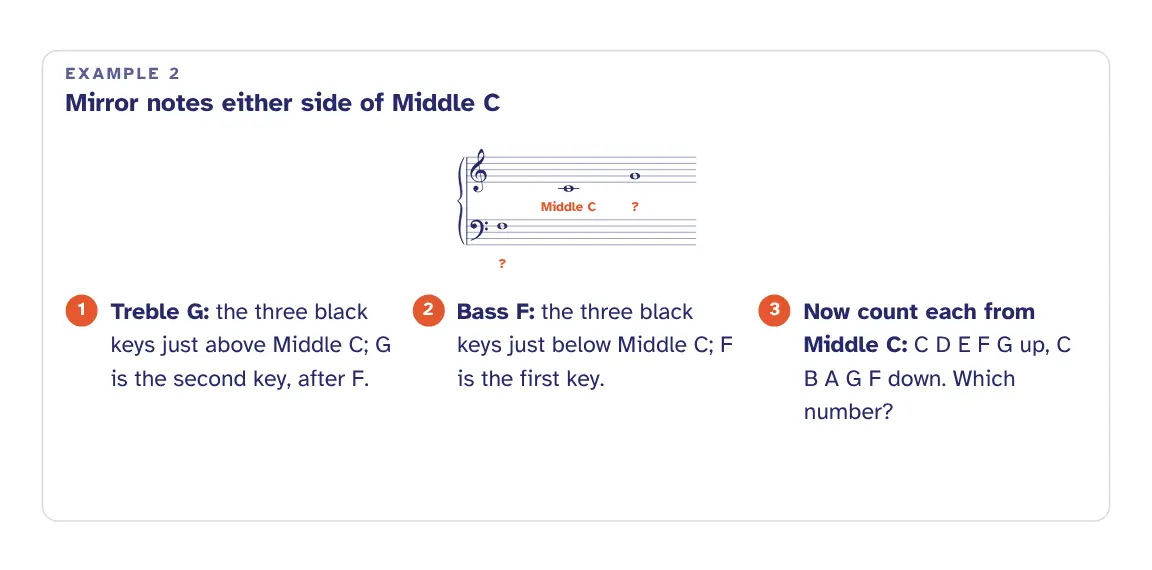 EXAMPLE 2
Mirror notes either side of Middle C
Middle C
?
?
1
Treble G: the three black
keys just above Middle C; G
is the second key, after F.
2
Bass F: the three black
keys just below Middle C; F
is the first key.
3
Now count each from
Middle C: C D E F G up, C
B A G F down. Which
number?